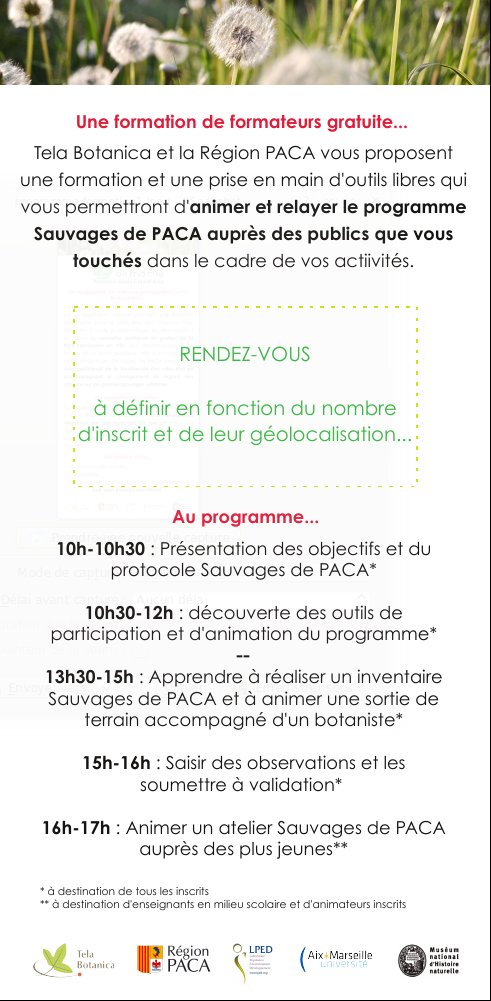 Une formation de formateurs gratuite...
Tela Botanica et la Région PACA vous proposent
une formation et une prise en main d'outils libres qui
vous permettront d'animer et relayer le programme
Sauvages de PACA auprès des publics que vous
touchés dans le cadre de vos actiivités.
RENDEZ-VOUS
à définir en fonction du nombre
d'inscrit et de leur géolocalisation...
Au programme...
10h-10h30 : Présentation des objectifs et du
protocole Sauvages de PACA*
10h30-12h : découverte des outils de
participation et d'animation du programme*
--
13h30-15h : Apprendre à réaliser un inventaire
Sauvages de PACA et à animer une sortie de
terrain accompagné d'un botaniste*
15h-16h : Saisir des observations et les
soumettre à validation*
16h-17h : Animer un atelier Sauvages de PACA
auprès des plus jeunes**
* à destination de tous les inscrits
** à destination d'enseignants en milieu scolaire et d'animateurs inscrits
Tela
Botanica
Région
PACA
LPED
Aix*Marseille
université
Muséum
national
d'Histoire
naturelle